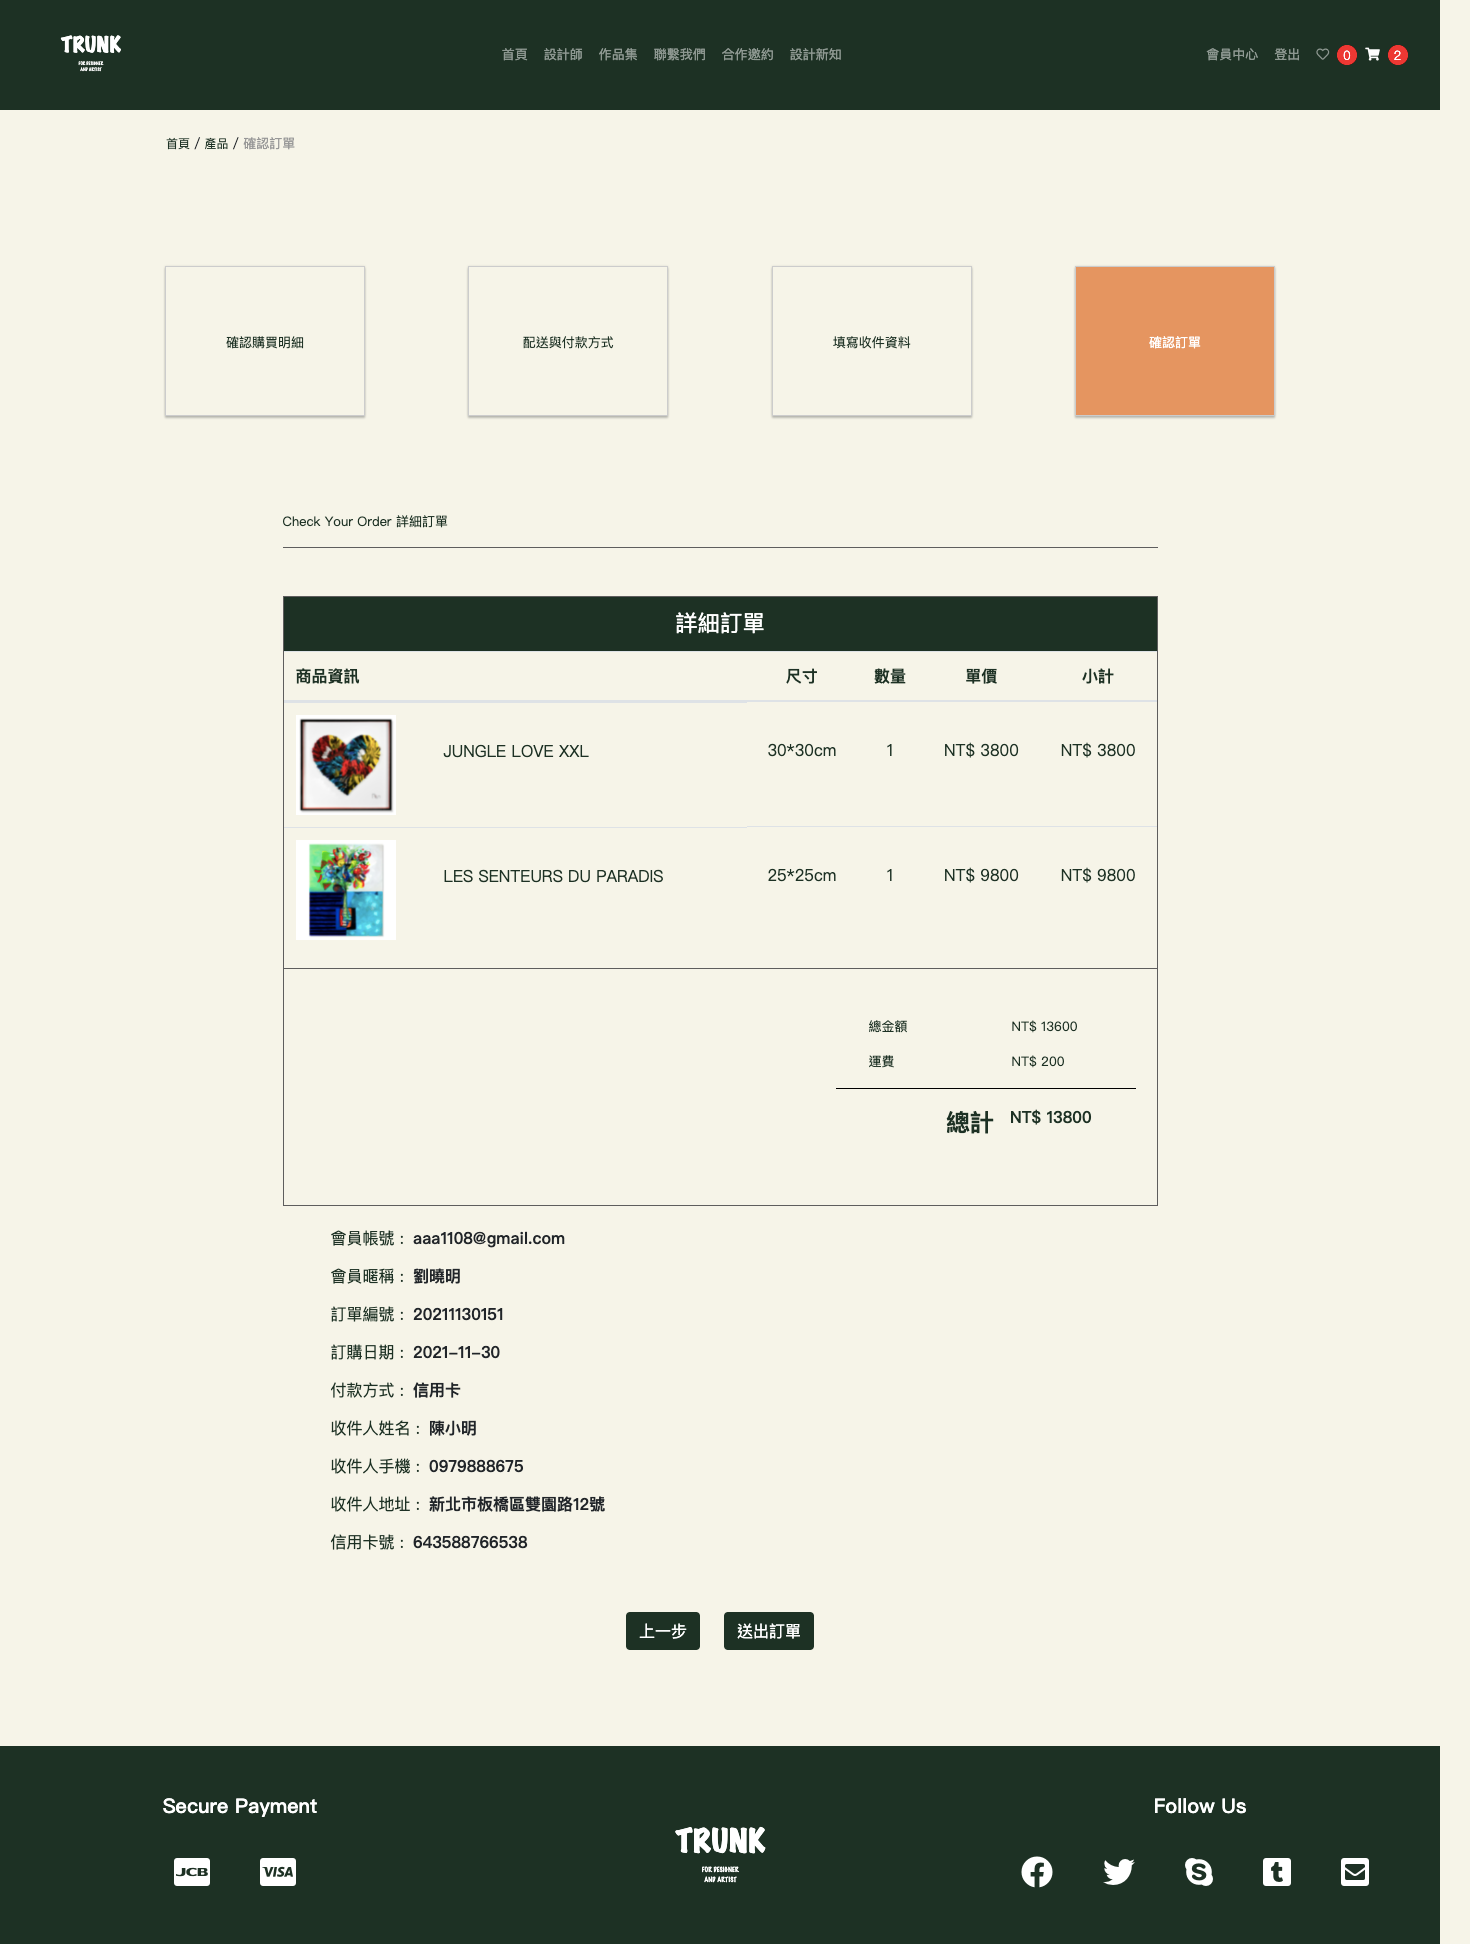 TRUNK
FOR DESIGNER
AND ARTIST
首頁 設計師 作品集 聯繫我們 合作邀約 設計新知
會員中心 登出 0 2
首頁 / 產品 / 確認訂單
確認購買明細
配送與付款方式
填寫收件資料
確認訂單
Check Your Order 詳細訂單
詳細訂單
商品資訊 尺寸 數量 單價 小計
JUNGLE LOVE XXL 30*30cm 1 NT$ 3800 NT$ 3800
LES SENTEURS DU PARADIS 25*25cm 1 NT$ 9800 NT$ 9800
總金額 NT$ 13600
運費 NT$ 200
總計 NT$ 13800
會員帳號 : aaa1108@gmail.com
會員暱稱 : 劉曉明
訂單編號 : 20211130151
訂購日期 : 2021-11-30
付款方式 : 信用卡
收件人姓名 : 陳小明
收件人手機 : 0979888675
收件人地址 : 新北市板橋區雙園路12號
信用卡號 : 643588766538
上一步 送出訂單
Secure Payment
JCB VISA
TRUNK
FOR DESIGNER
AND ARTIST
Follow Us